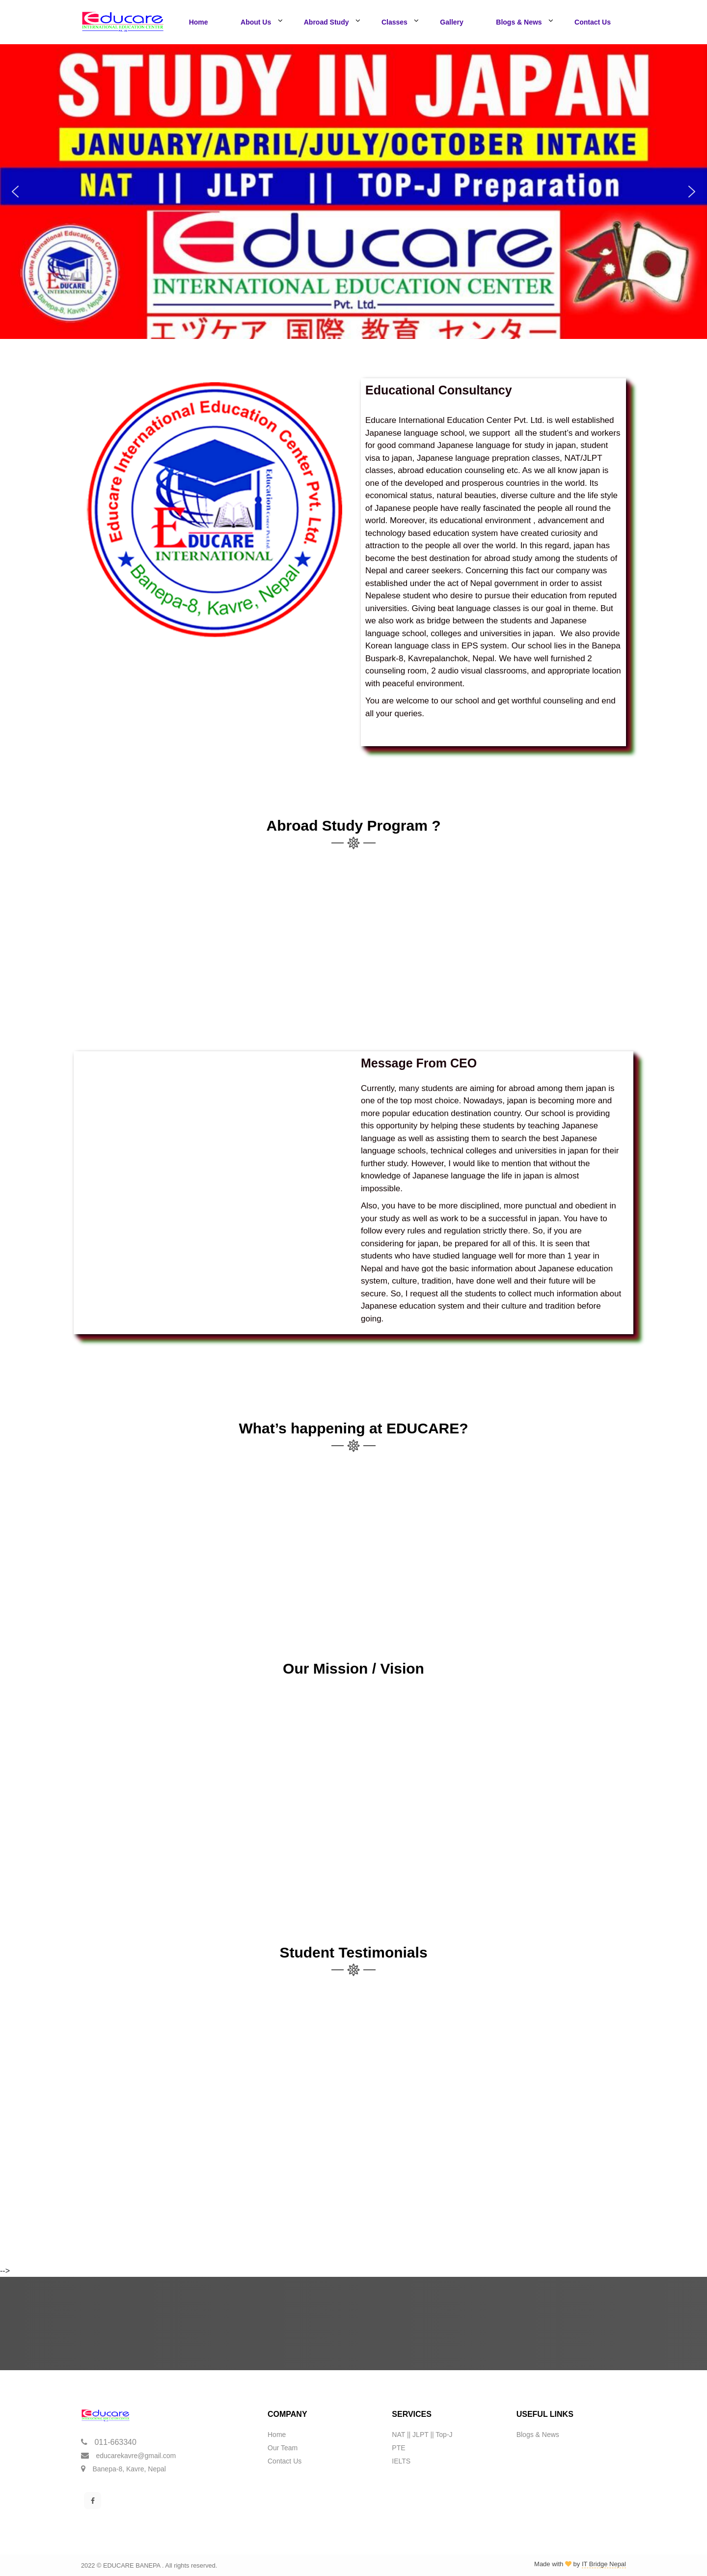 Educare
INTERNATIONAL EDUCATION CENTER
Home
About Us
Abroad Study
Classes
Gallery
Blogs & News
Contact Us
STUDY IN JAPAN
JANUARY/APRIL/JULY/OCTOBER INTAKE
NAT || JLPT || TOP-J Preparation
Educare International Education Center Pvt. Ltd
EDUCARE
INTERNATIONAL
Banepa-8, Kavre, Nepal
Educare
INTERNATIONAL EDUCATION CENTER
Pvt. Ltd.
エヅケア 国際 教育 センター
Educare International Education Center Pvt. Ltd.
Education
EDUCARE
INTERNATIONAL
Banepa-8, Kavre, Nepal
Educational Consultancy
Educare International Education Center Pvt. Ltd. is well established
Japanese language school, we support  all the student's and workers
for good command Japanese language for study in japan, student
visa to japan, Japanese language prepration classes, NAT/JLPT
classes, abroad education counseling etc. As we all know japan is
one of the developed and prosperous countries in the world. Its
economical status, natural beauties, diverse culture and the life style
of Japanese people have really fascinated the people all round the
world. Moreover, its educational environment , advancement and
technology based education system have created curiosity and
attraction to the people all over the world. In this regard, japan has
become the best destination for abroad study among the students of
Nepal and career seekers. Concerning this fact our company was
established under the act of Nepal government in order to assist
Nepalese student who desire to pursue their education from reputed
universities. Giving beat language classes is our goal in theme. But
we also work as bridge between the students and Japanese
language school, colleges and universities in japan.  We also provide
Korean language class in EPS system. Our school lies in the Banepa
Buspark-8, Kavrepalanchok, Nepal. We have well furnished 2
counseling room, 2 audio visual classrooms, and appropriate location
with peaceful environment.
You are welcome to our school and get worthful counseling and end
all your queries.
Abroad Study Program ?
Message From CEO
Currently, many students are aiming for abroad among them japan is
one of the top most choice. Nowadays, japan is becoming more and
more popular education destination country. Our school is providing
this opportunity by helping these students by teaching Japanese
language as well as assisting them to search the best Japanese
language schools, technical colleges and universities in japan for their
further study. However, I would like to mention that without the
knowledge of Japanese language the life in japan is almost
impossible.
Also, you have to be more disciplined, more punctual and obedient in
your study as well as work to be a successful in japan. You have to
follow every rules and regulation strictly there. So, if you are
considering for japan, be prepared for all of this. It is seen that
students who have studied language well for more than 1 year in
Nepal and have got the basic information about Japanese education
system, culture, tradition, have done well and their future will be
secure. So, I request all the students to collect much information about
Japanese education system and their culture and tradition before
going.
What’s happening at EDUCARE?
Our Mission / Vision
Student Testimonials
-->
Educare
011-663340
educarekavre@gmail.com
Banepa-8, Kavre, Nepal
COMPANY
Home
Our Team
Contact Us
SERVICES
NAT || JLPT || Top-J
PTE
IELTS
USEFUL LINKS
Blogs & News
2022 © EDUCARE BANEPA . All rights reserved.
Made with 🧡 by IT Bridge Nepal